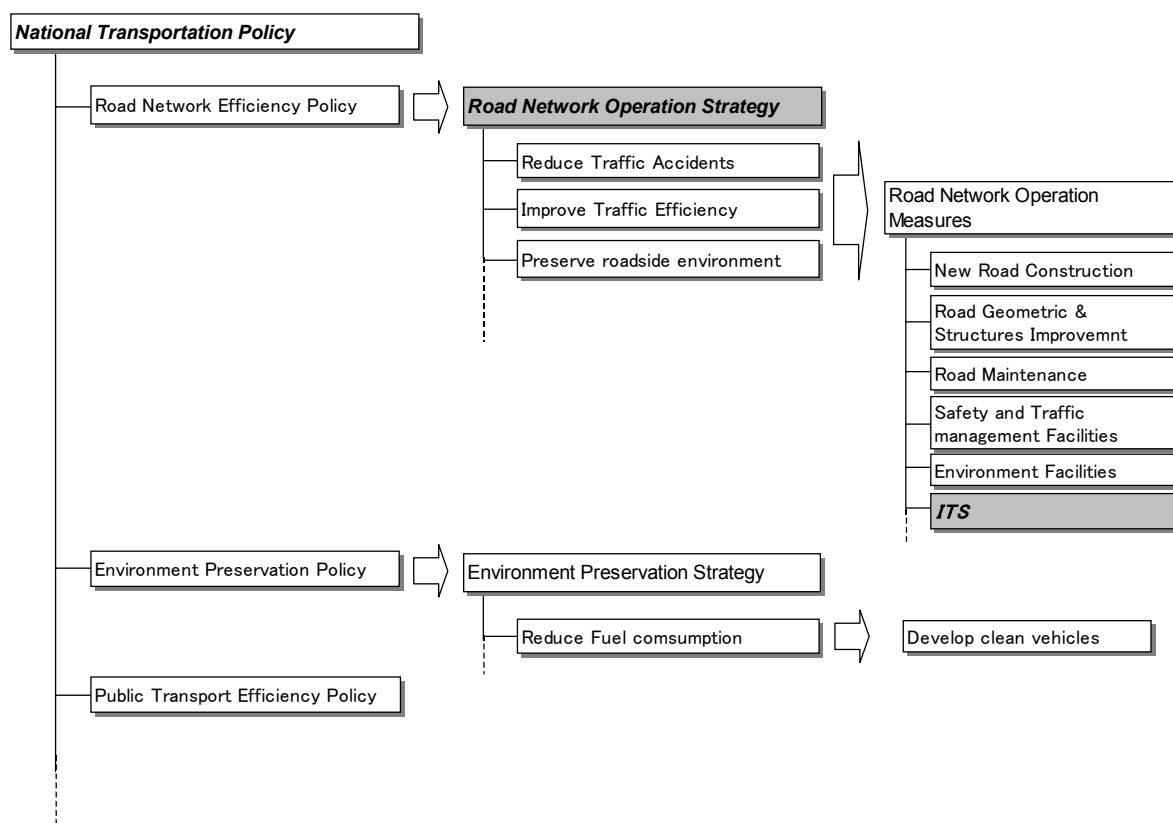 National Transportation Policy
Road Network Efficiency Policy
Road Network Operation Strategy
Reduce Traffic Accidents
Improve Traffic Efficiency
Preserve roadside environment
Road Network Operation
Measures
New Road Construction
Road Geometric &
Structures Improvemnt
Road Maintenance
Safety and Traffic
management Facilities
Environment Facilities
ITS
Environment Preservation Policy
Environment Preservation Strategy
Reduce Fuel comsumption
Develop clean vehicles
Public Transport Efficiency Policy